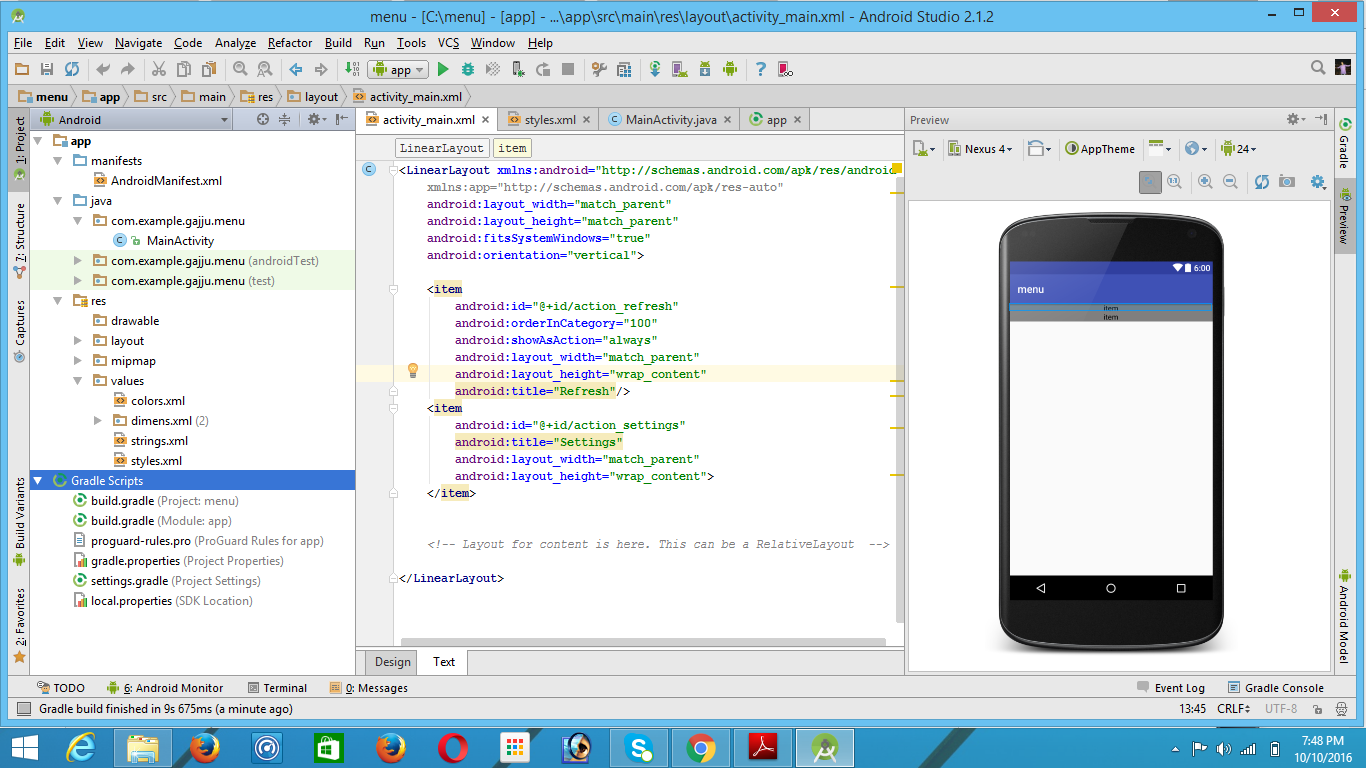 menu - [C:\menu] - [app] - ...\app\src\main\res\layout\activity_main.xml - Android Studio 2.1.2
File Edit View Navigate Code Analyze Refactor Build Run Tools VCS Window Help
app
menu app src main res layout activity_main.xml
Android
activity_main.xml styles.xml MainActivity.java app
Preview
1: Project
7: Structure
Captures
Build Variants
2: Favorites
app
manifests
AndroidManifest.xml
java
com.example.gajju.menu
MainActivity
com.example.gajju.menu (androidTest)
com.example.gajju.menu (test)
res
drawable
layout
mipmap
values
colors.xml
dimens.xml (2)
strings.xml
styles.xml
Gradle Scripts
build.gradle (Project: menu)
build.gradle (Module: app)
proguard-rules.pro (ProGuard Rules for app)
gradle.properties (Project Properties)
settings.gradle (Project Settings)
local.properties (SDK Location)
LinearLayout item
<LinearLayout xmlns:android="http://schemas.android.com/apk/res/android
xmlns:app="http://schemas.android.com/apk/res-auto"
android:layout_width="match_parent"
android:layout_height="match_parent"
android:fitsSystemWindows="true"
android:orientation="vertical">
<item
android:id="@+id/action_refresh"
android:orderInCategory="100"
android:showAsAction="always"
android:layout_width="match_parent"
android:layout_height="wrap_content"
android:title="Refresh"/>
<item
android:id="@+id/action_settings"
android:title="Settings"
android:layout_width="match_parent"
android:layout_height="wrap_content">
</item>
<!-- Layout for content is here. This can be a RelativeLayout -->
</LinearLayout>
Design Text
Nexus 4 AppTheme 24
6:00
menu
item
item
Gradle
Preview
Android Model
TODO 6: Android Monitor Terminal 0: Messages Event Log Gradle Console
Gradle build finished in 9s 675ms (a minute ago) 13:45 CRLF UTF-8
7:48 PM
10/10/2016